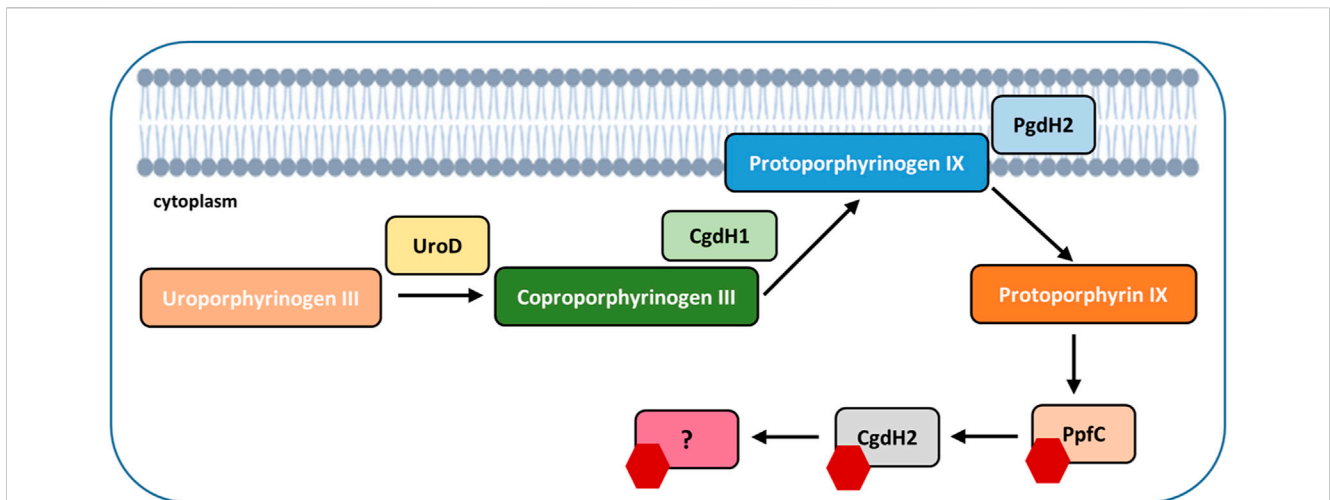 PgdH2
Protoporphyrinogen IX
cytoplasm
UroD
CgdH1
Uroporphyrinogen III
Coproporphyrinogen III
Protoporphyrin IX
?
CgdH2
PpfC